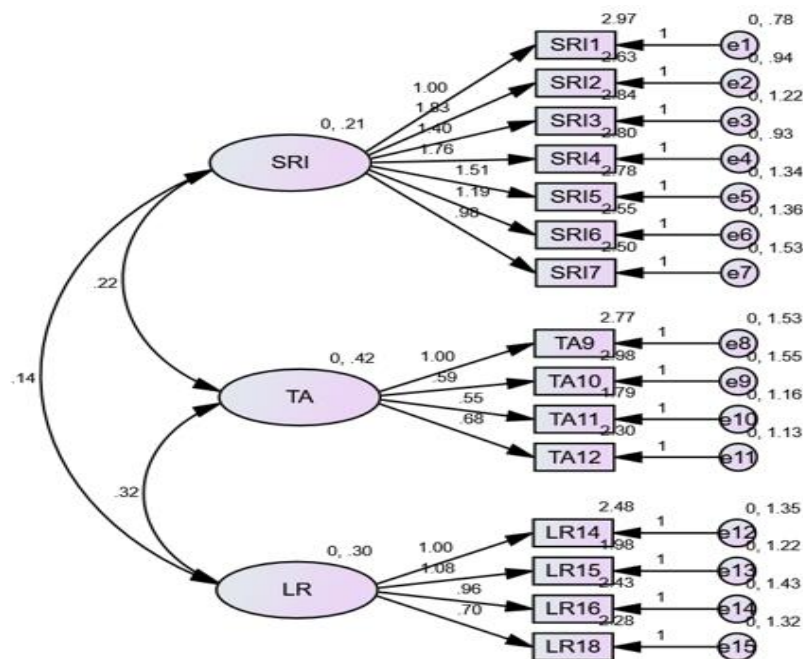 2.97 0, .78
SRI1 1 e1
2.63 0, .94
1.00 SRI2 1 e2
1.83 2.84 0, 1.22
0, .21 1.40 SRI3 1 e3
2.80 0, .93
SRI 1.76 SRI4 1 e4
2.78 0, 1.34
1.51 SRI5 1 e5
1.19 2.55 0, 1.36
.98 SRI6 1 e6
2.50 0, 1.53
SRI7 1 e7
.22
2.77 0, 1.53
0, .42 1.00 TA9 1 e8
2.98 0, 1.55
.14 .59 TA10 1 e9
TA .55 1.79 0, 1.16
.68 TA11 1 e10
2.30 0, 1.13
TA12 1 e11
.32
2.48 0, 1.35
0, .30 1.00 LR14 1 e12
1.08 1.98 0, 1.22
LR15 1 e13
LR .96 2.43 0, 1.43
.70 LR16 1 e14
2.28 0, 1.32
LR18 1 e15